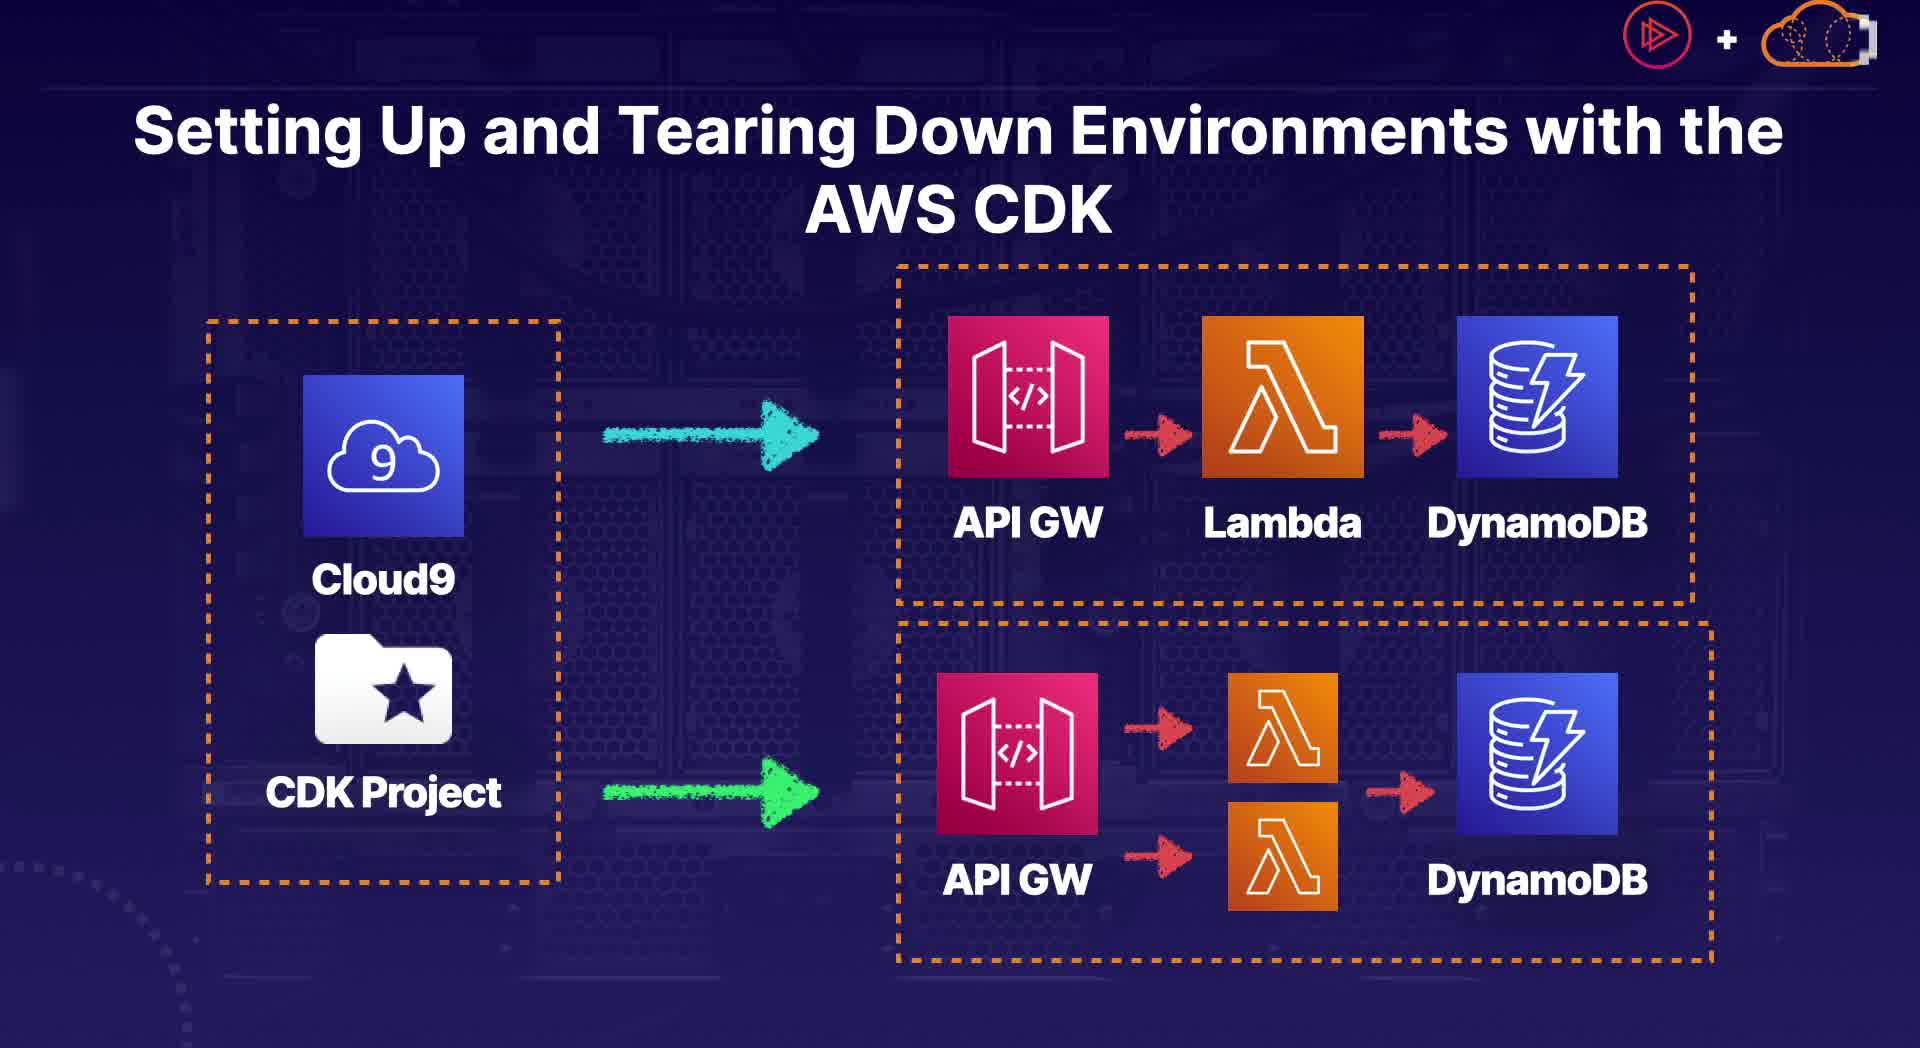 Setting Up and Tearing Down Environments with the
AWS CDK
9
Cloud9
CDK Project
</>
API GW
Lambda
DynamoDB
</>
API GW
DynamoDB